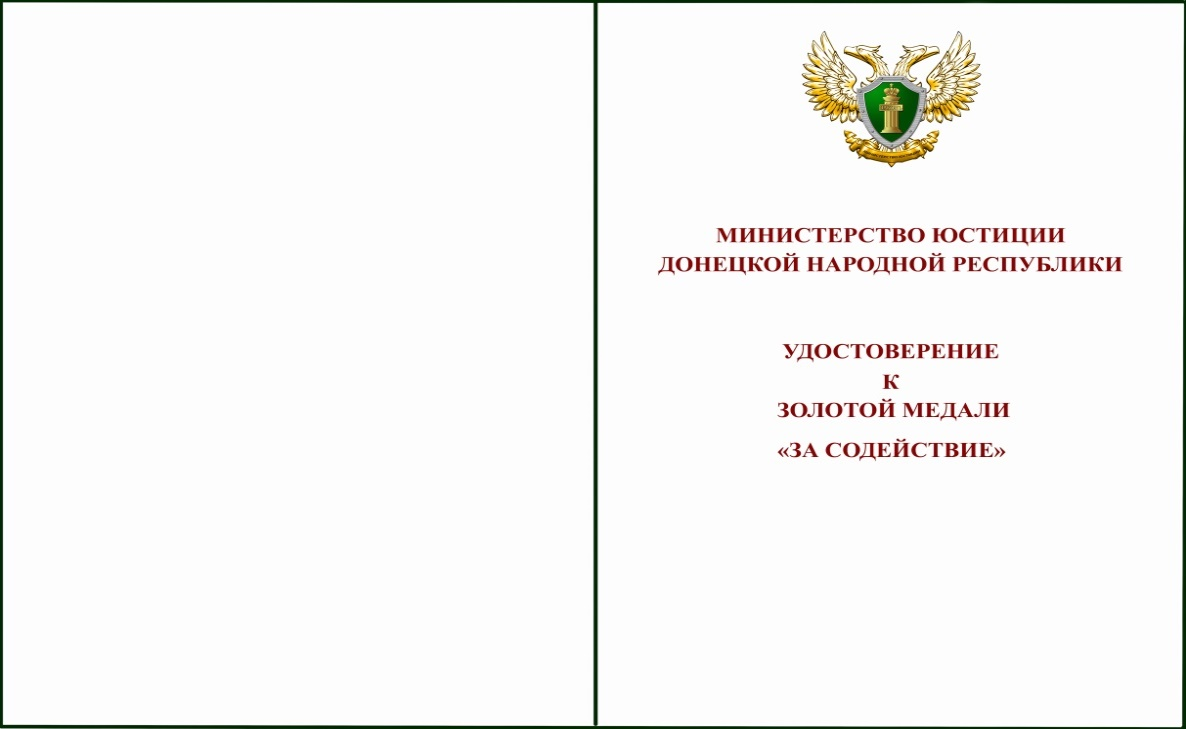 МИНИСТЕРСТВО ЮСТИЦИИ
ДОНЕЦКОЙ НАРОДНОЙ РЕСПУБЛИКИ
УДОСТОВЕРЕНИЕ
К
ЗОЛОТОЙ МЕДАЛИ
«ЗА СОДЕЙСТВИЕ»